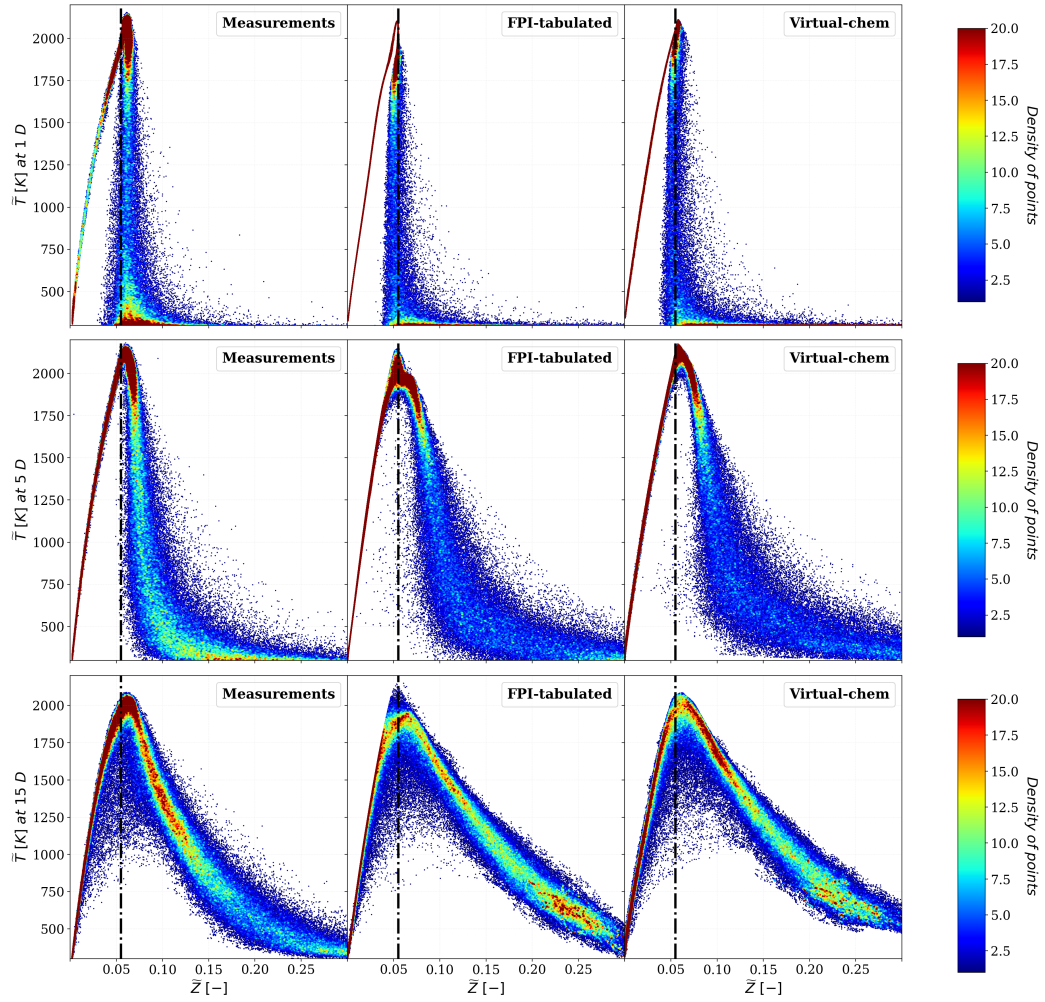 Measurements
FPI-tabulated
Virtual-chem
T̃ [K] at 1 D
2000
1750
1500
1250
1000
750
500
20.0
17.5
15.0
12.5
10.0
7.5
5.0
2.5
Density of points
Measurements
FPI-tabulated
Virtual-chem
T̃ [K] at 5 D
2000
1750
1500
1250
1000
750
500
20.0
17.5
15.0
12.5
10.0
7.5
5.0
2.5
Density of points
Measurements
FPI-tabulated
Virtual-chem
T̃ [K] at 15 D
2000
1750
1500
1250
1000
750
500
20.0
17.5
15.0
12.5
10.0
7.5
5.0
2.5
Density of points
0.05 0.10 0.15 0.20 0.25
0.05 0.10 0.15 0.20 0.25
0.05 0.10 0.15 0.20 0.25
Z̃ [−]
Z̃ [−]
Z̃ [−]